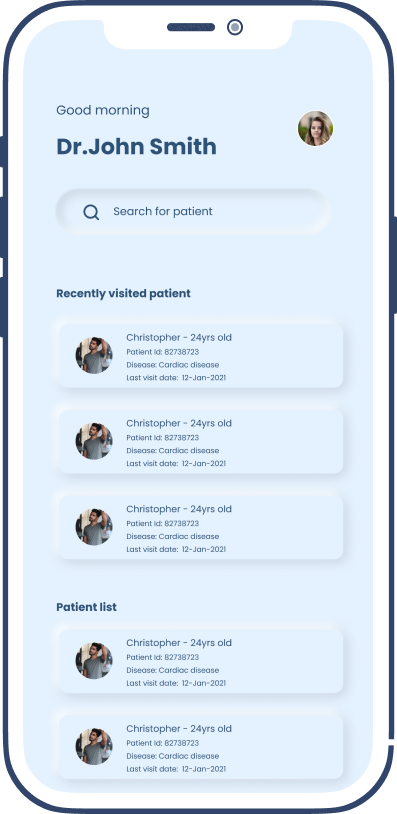 Good morning
Dr.John Smith
Search for patient
Recently visited patient
Christopher - 24yrs old
Patient Id: 82738723
Disease: Cardiac disease
Last visit date: 12-Jan-2021
Christopher - 24yrs old
Patient Id: 82738723
Disease: Cardiac disease
Last visit date: 12-Jan-2021
Christopher - 24yrs old
Patient Id: 82738723
Disease: Cardiac disease
Last visit date: 12-Jan-2021
Patient list
Christopher - 24yrs old
Patient Id: 82738723
Disease: Cardiac disease
Last visit date: 12-Jan-2021
Christopher - 24yrs old
Patient Id: 82738723
Disease: Cardiac disease
Last visit date: 12-Jan-2021